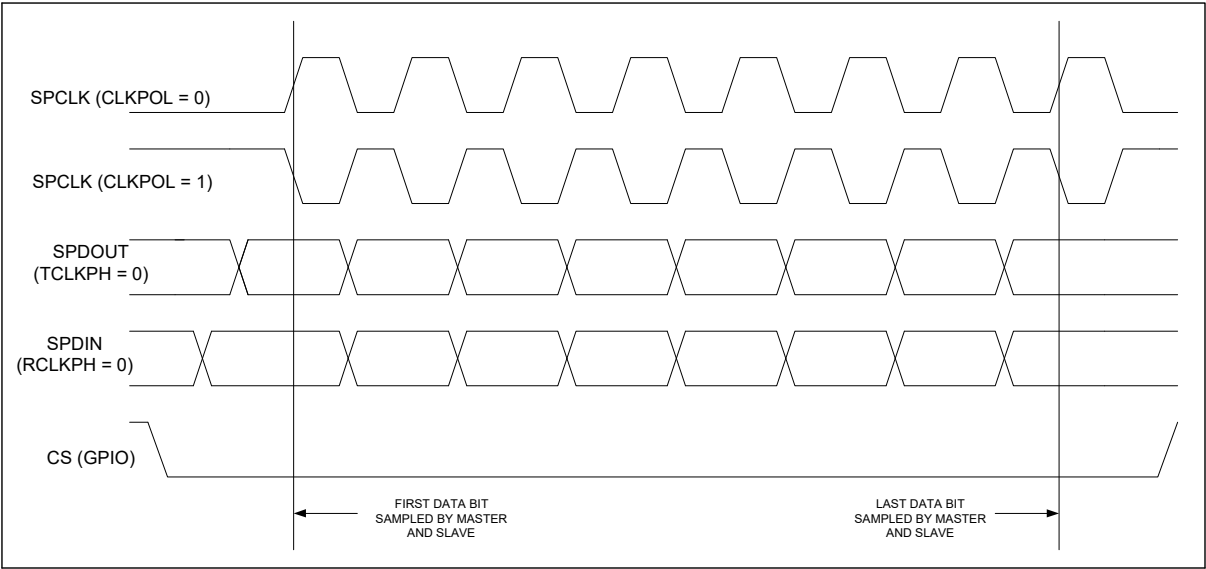 SPCLK (CLKPOL = 0)
SPCLK (CLKPOL = 1)
SPDOUT
(TCLKPH = 0)
SPDIN
(RCLKPH = 0)
CS (GPIO)
FIRST DATA BIT
SAMPLED BY MASTER
AND SLAVE
LAST DATA BIT
SAMPLED BY MASTER
AND SLAVE